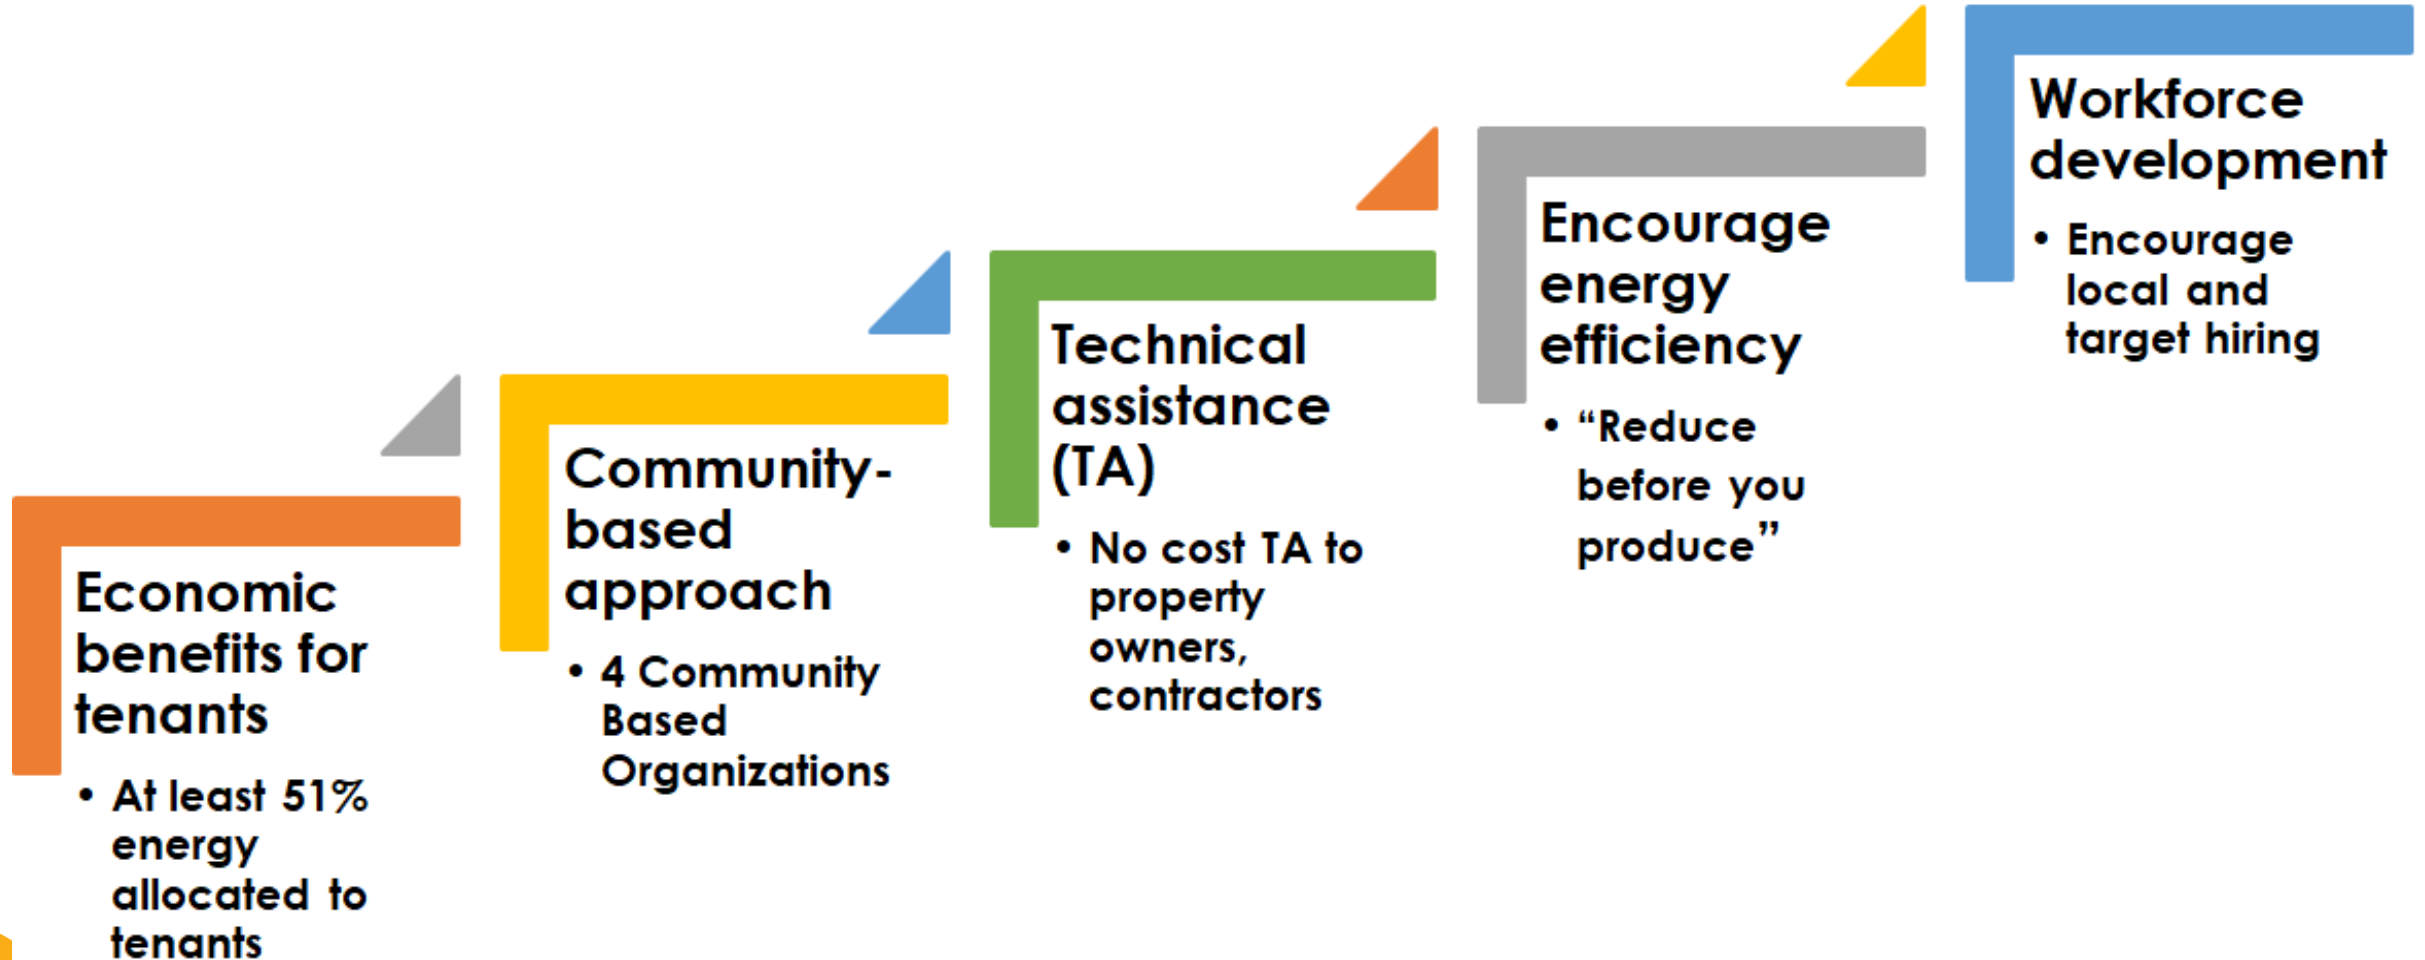 Economic
benefits for
tenants
• At least 51%
energy
allocated to
tenants
Community-
based
approach
• 4 Community
Based
Organizations
Technical
assistance
(TA)
• No cost TA to
property
owners,
contractors
Encourage
energy
efficiency
• “Reduce
before you
produce”
Workforce
development
• Encourage
local and
target hiring